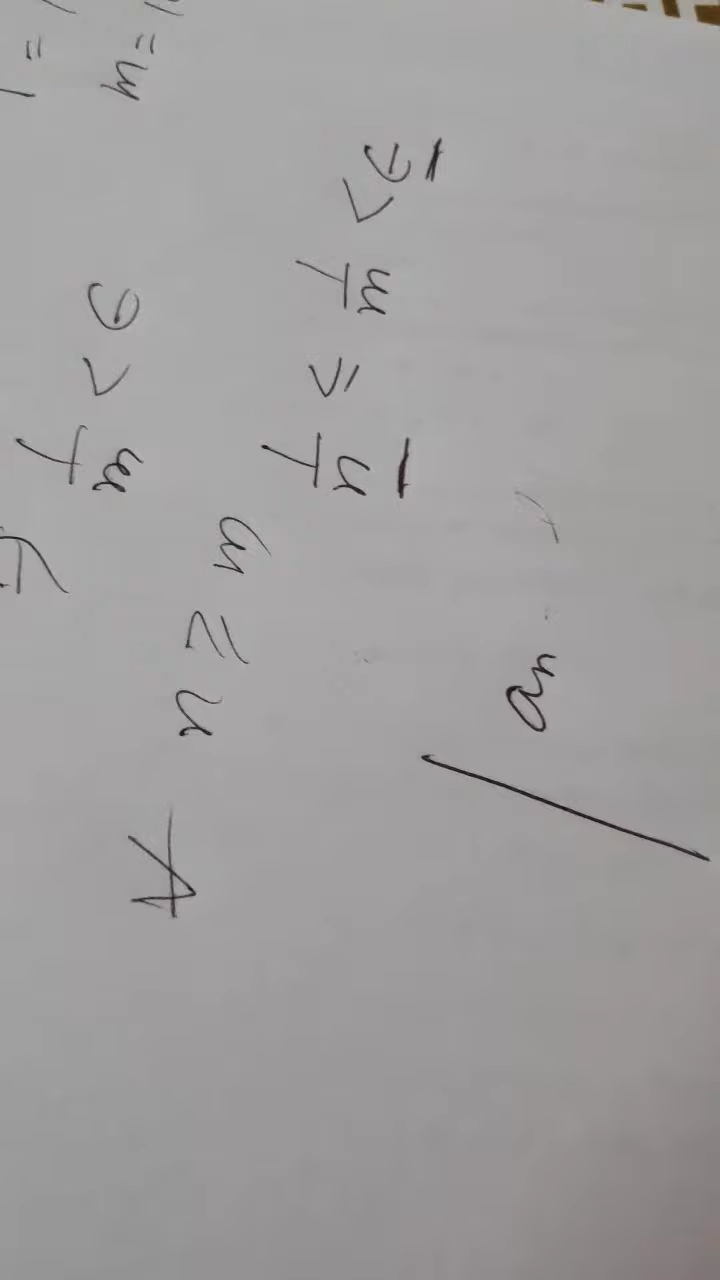 1/m < ε m =
∀ n ≥ m
1/n ≤ 1/m < ε
| an